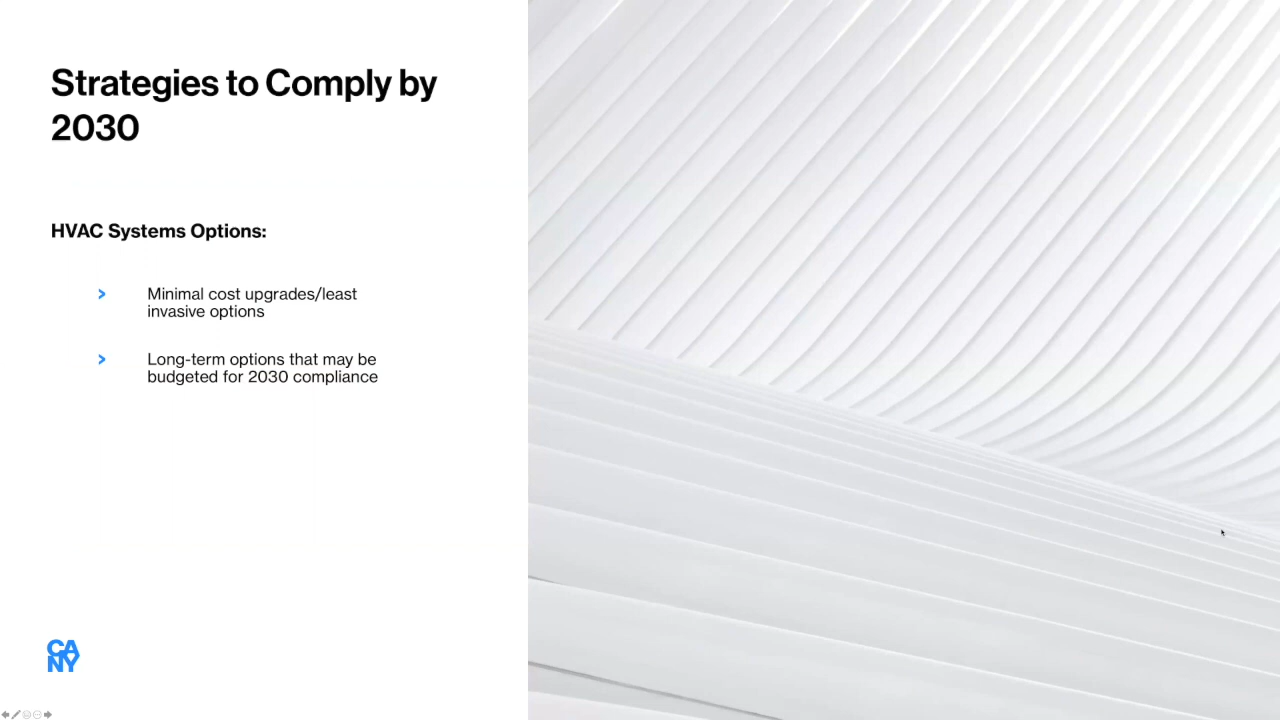 Strategies to Comply by
2030
HVAC Systems Options:
> Minimal cost upgrades/least
invasive options
> Long-term options that may be
budgeted for 2030 compliance
CA
NY